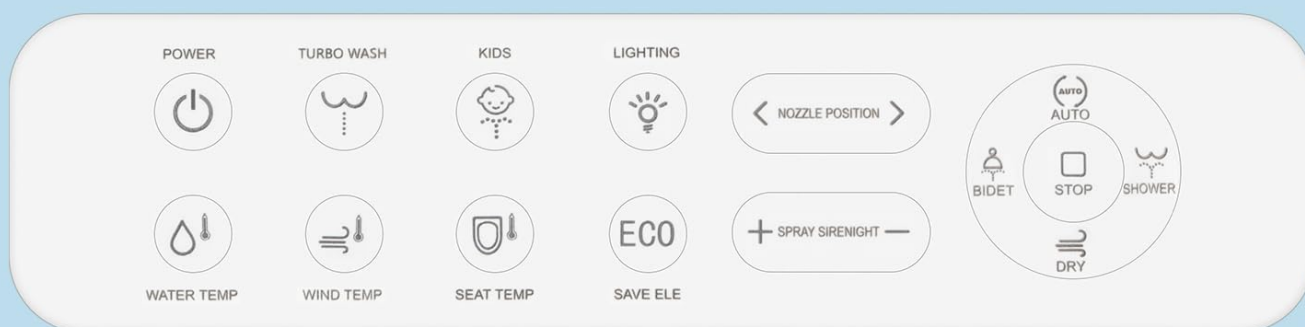 POWER
TURBO WASH
KIDS
LIGHTING
< NOZZLE POSITION >
AUTO
AUTO
BIDET
STOP
SHOWER
DRY
ECO
+ SPRAY SIRENIGHT —
WATER TEMP
WIND TEMP
SEAT TEMP
SAVE ELE